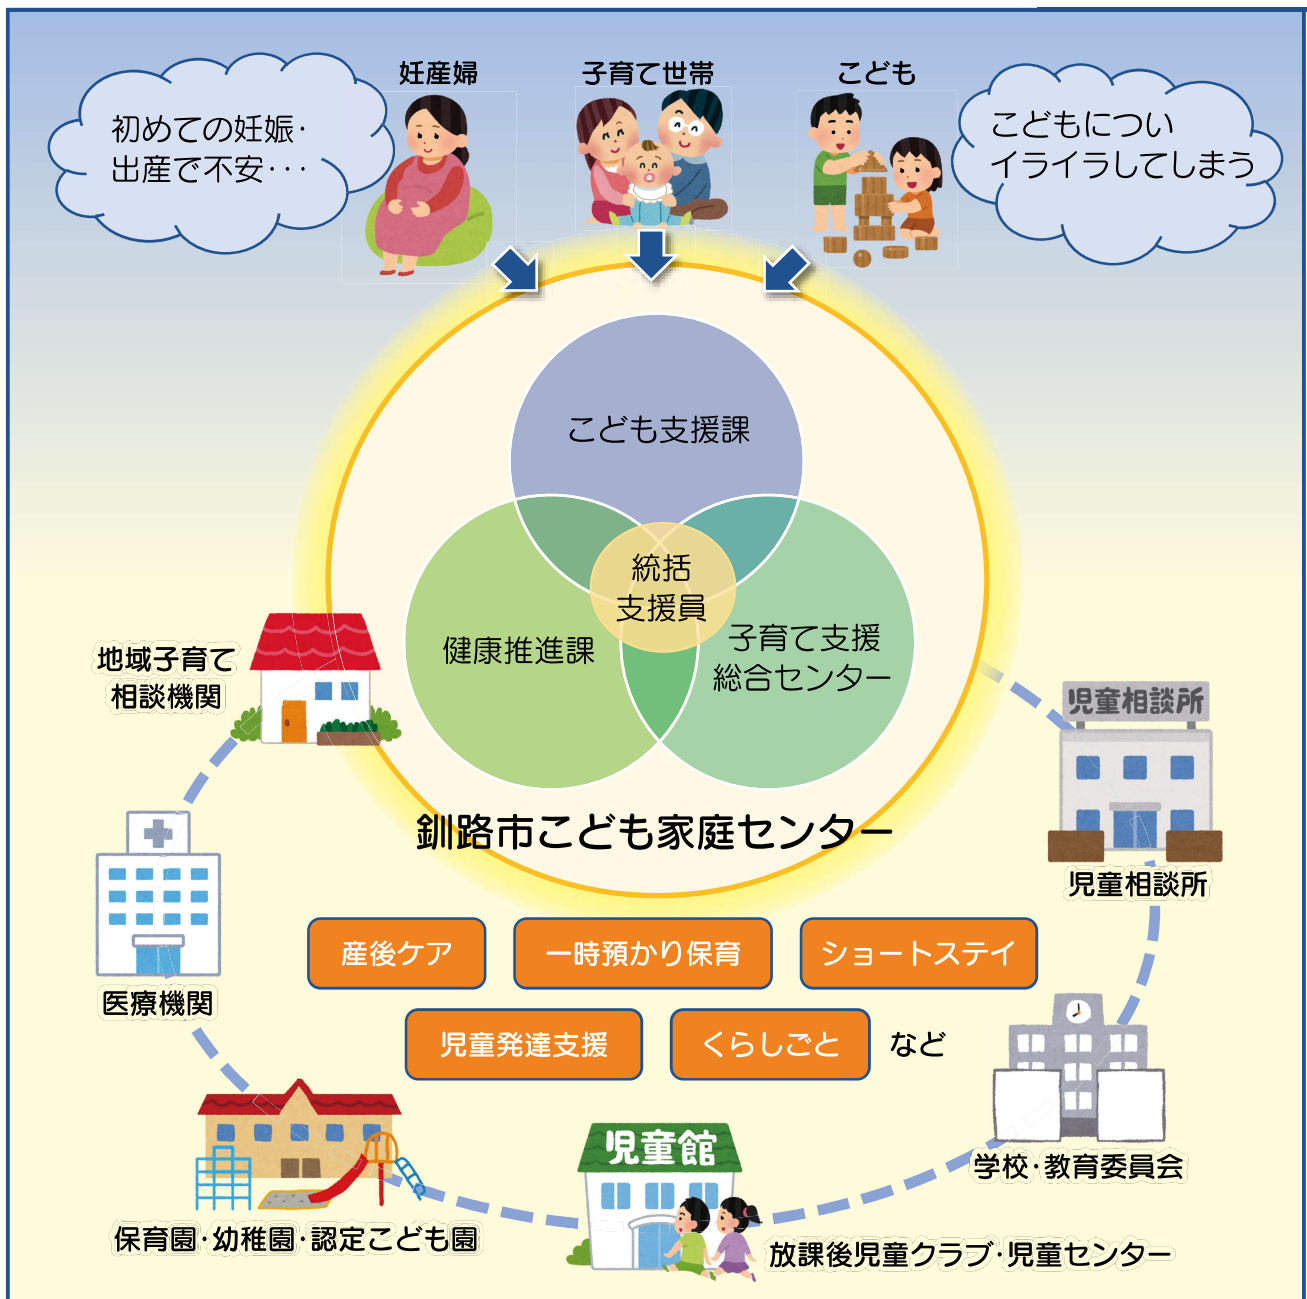 妊産婦
子育て世帯
こども
初めての妊娠・
出産で不安・・・
こどもについ
イライラしてしまう
こども支援課
統括
支援員
健康推進課
子育て支援
総合センター
釧路市こども家庭センター
地域子育て
相談機関
児童相談所
児童相談所
医療機関
産後ケア
一時預かり保育
ショートステイ
児童発達支援
くらしごと
など
学校・教育委員会
児童館
保育園・幼稚園・認定こども園
放課後児童クラブ・児童センター